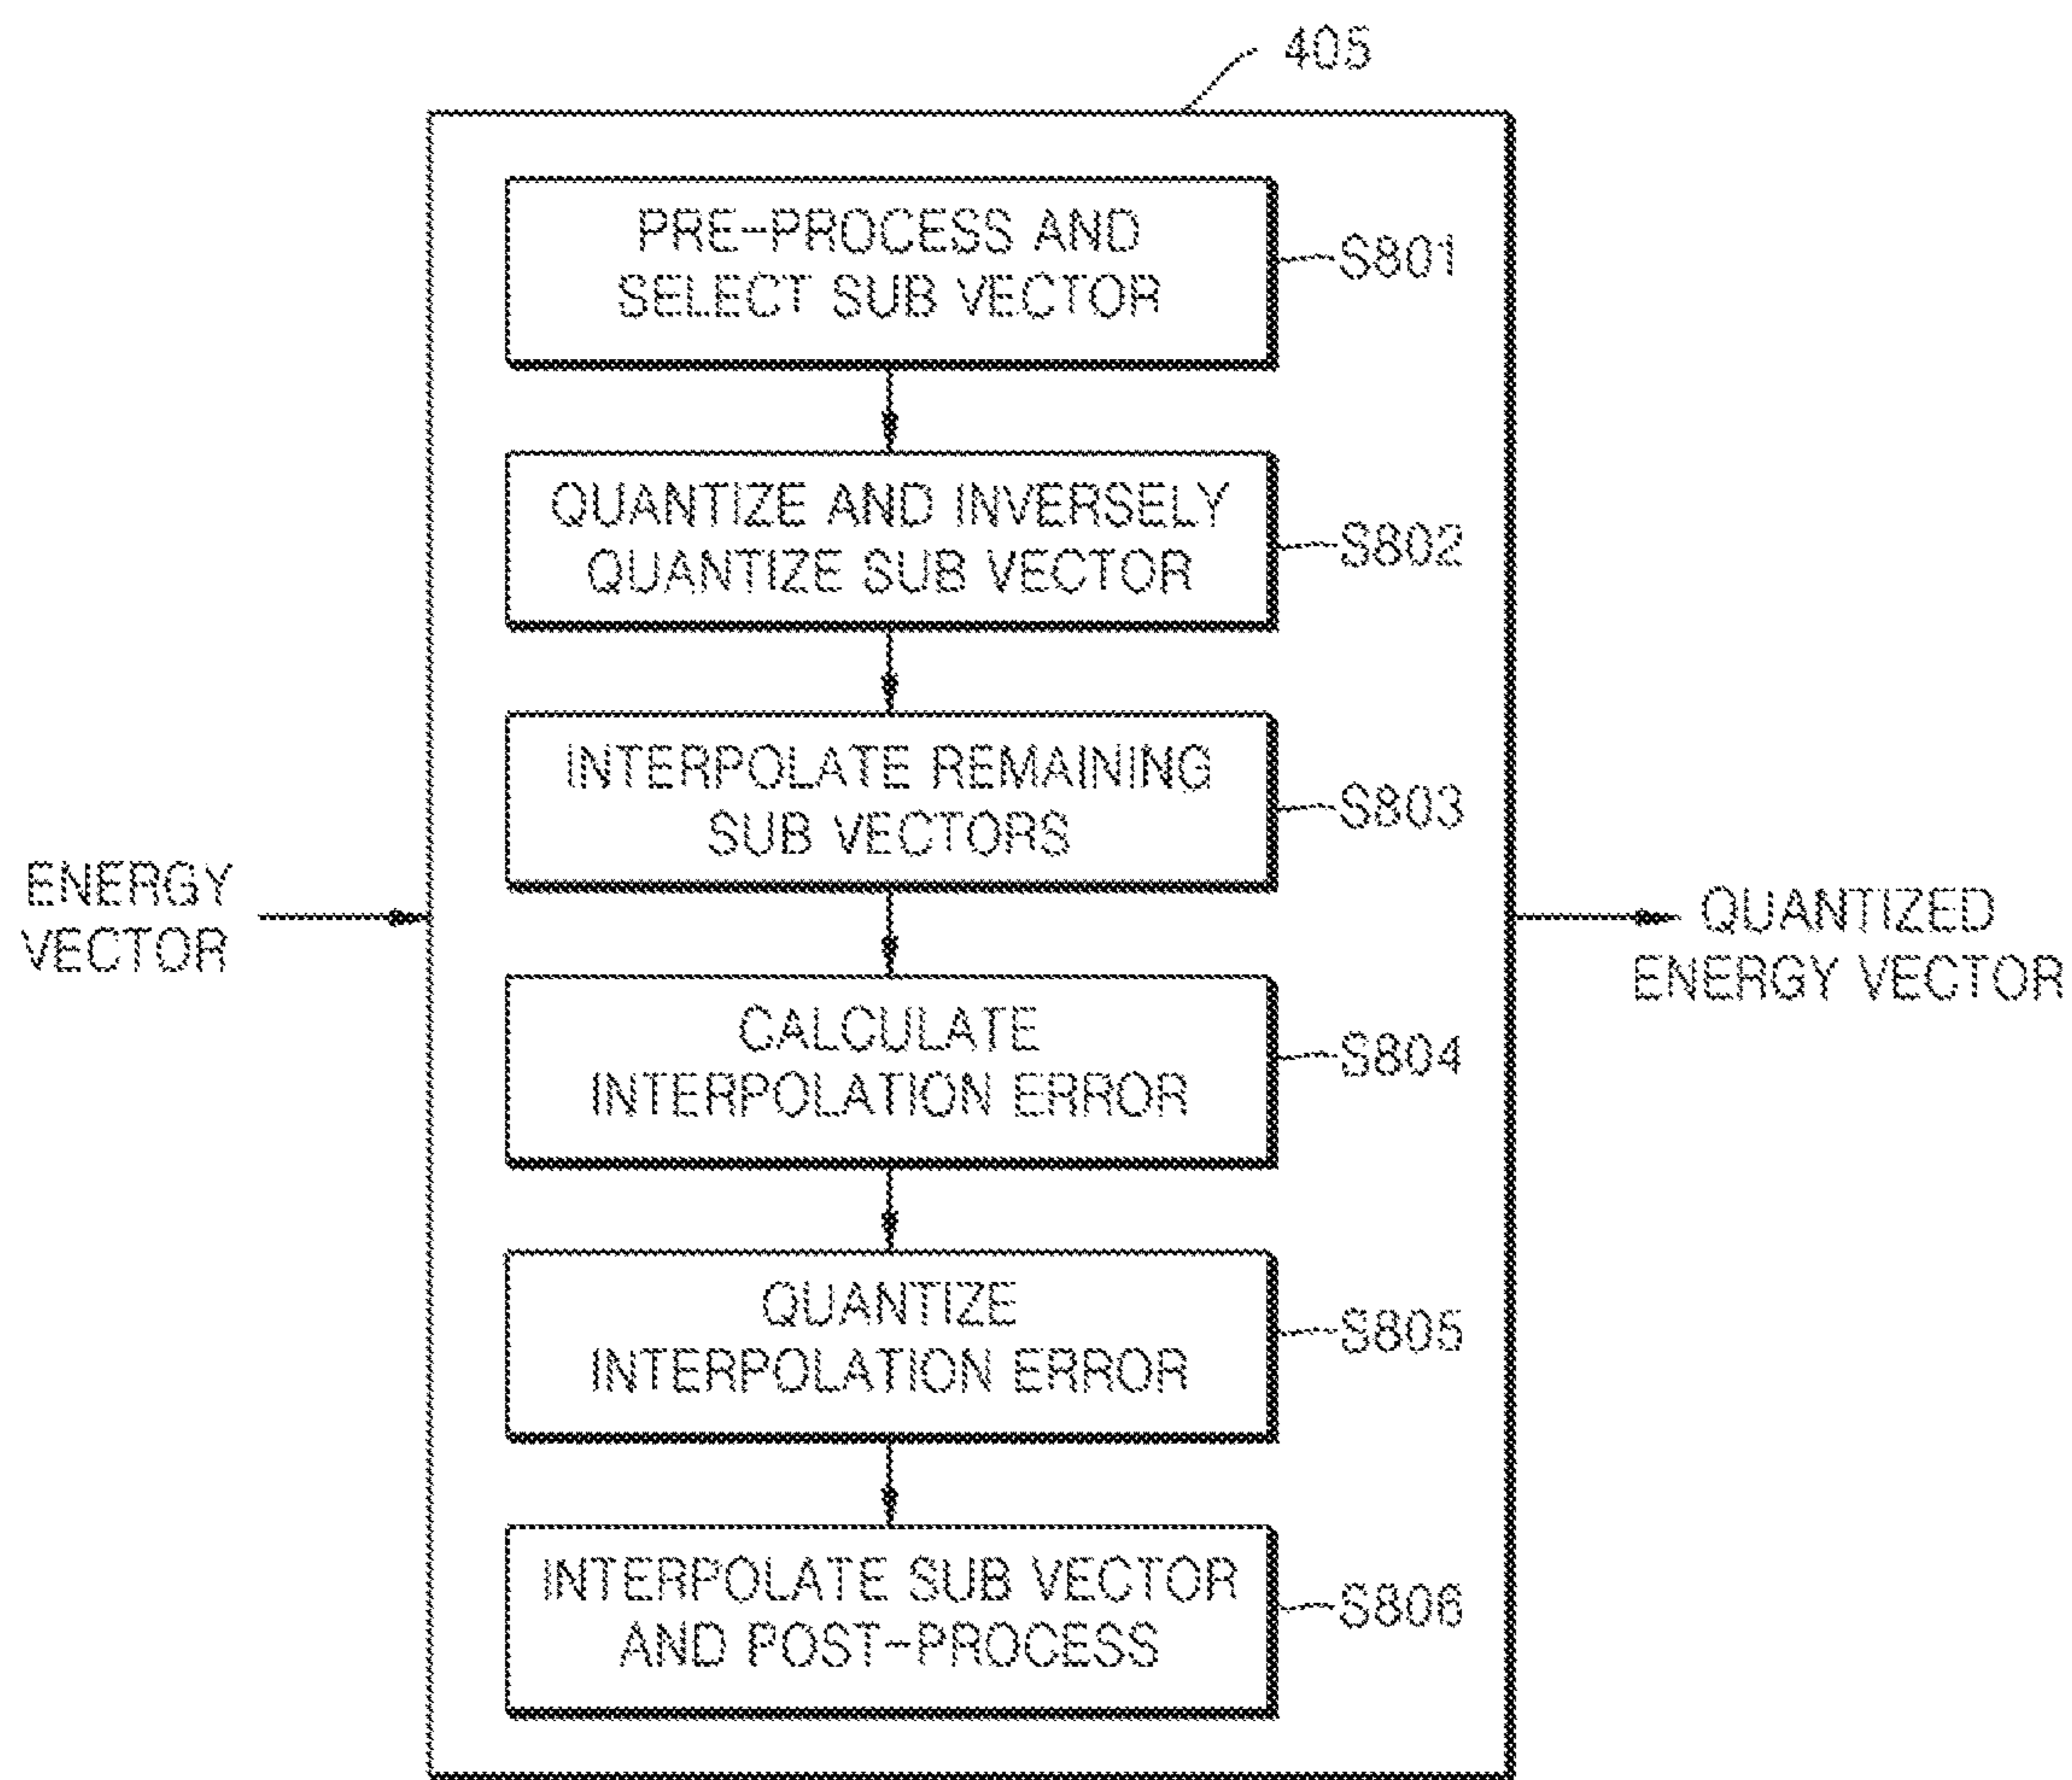 405
PRE-PROCESS AND
SELECT SUB VECTOR
S801
QUANTIZE AND INVERSELY
QUANTIZE SUB VECTOR
S802
INTERPOLATE REMAINING
SUB VECTORS
S803
ENERGY
VECTOR
QUANTIZED
ENERGY VECTOR
CALCULATE
INTERPOLATION ERROR
S804
QUANTIZE
INTERPOLATION ERROR
S805
INTERPOLATE SUB VECTOR
AND POST-PROCESS
S806